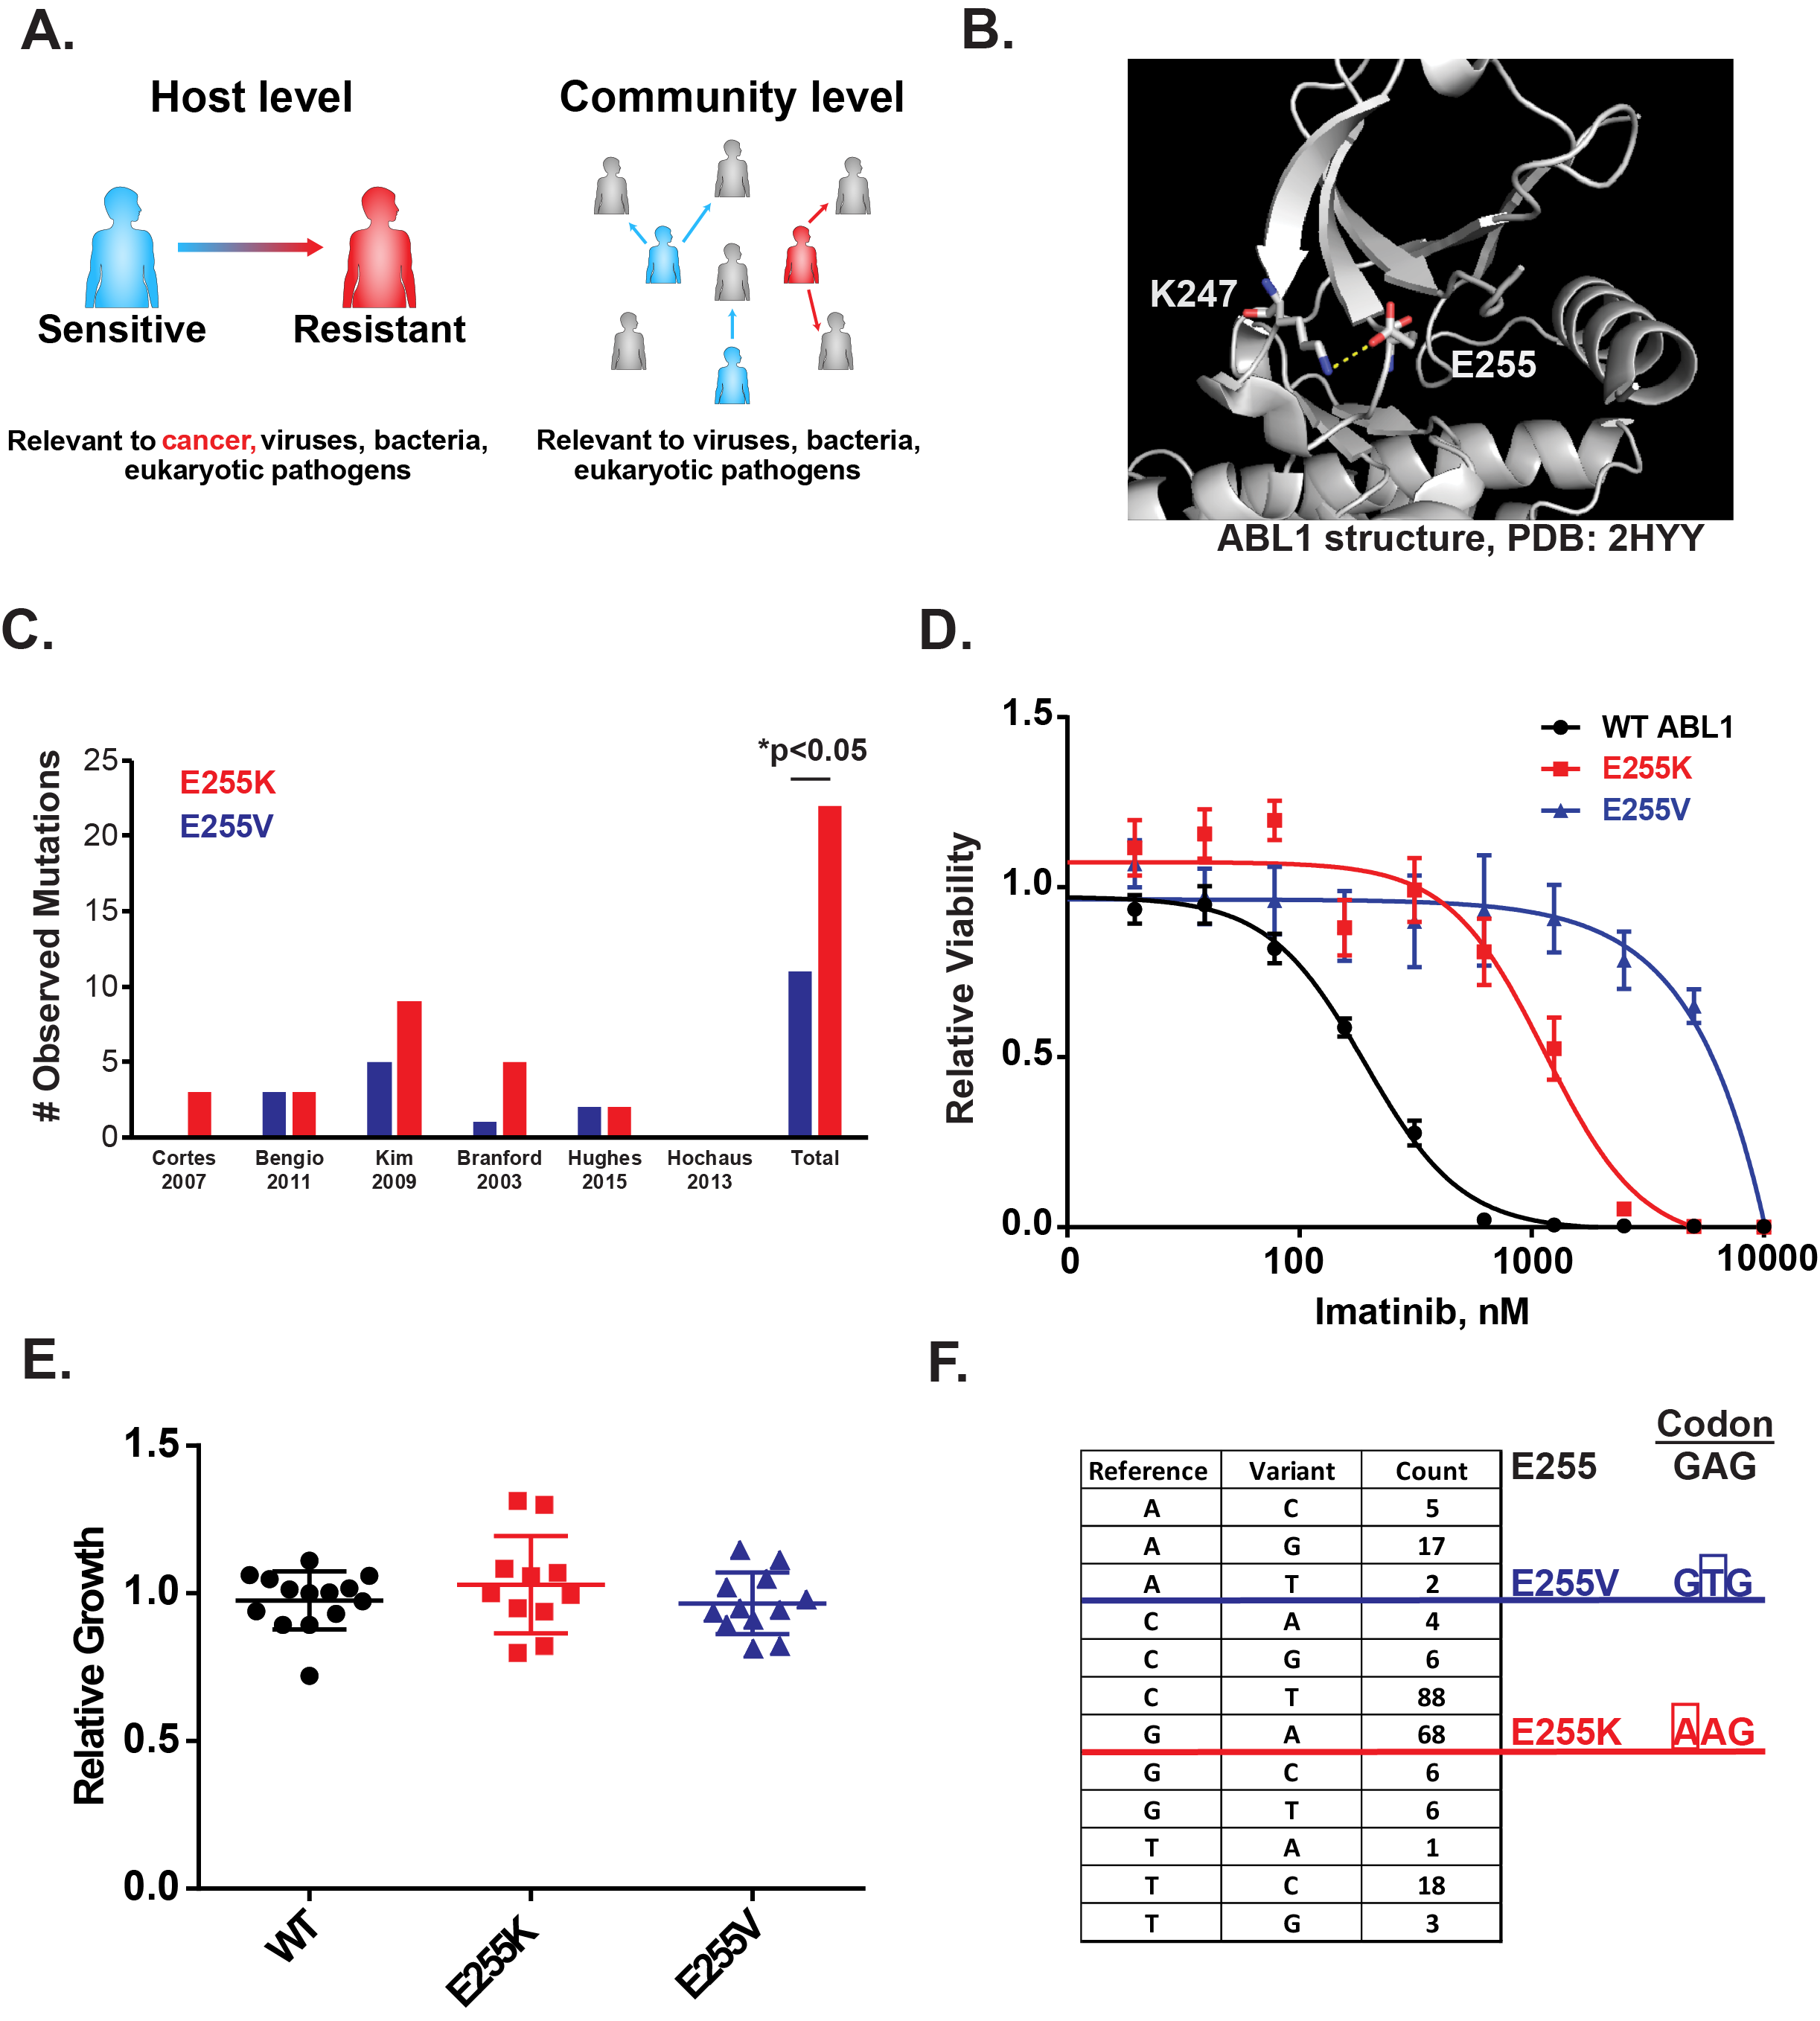 A.
Host level
Community level
Sensitive
Resistant
Relevant to cancer, viruses, bacteria,
eukaryotic pathogens
Relevant to viruses, bacteria,
eukaryotic pathogens
B.
K247
E255
ABL1 structure, PDB: 2HYY
C.
# Observed Mutations
25
20
15
10
5
0
E255K
E255V
*p<0.05
Cortes
2007
Bengio
2011
Kim
2009
Branford
2003
Hughes
2015
Hochaus
2013
Total
D.
Relative Viability
1.5
1.0
0.5
0.0
WT ABL1
E255K
E255V
0
100
1000
10000
Imatinib, nM
E.
Relative Growth
1.5
1.0
0.5
0.0
WT
E255K
E255V
F.
Codon
Reference Variant Count E255 GAG
A C 5
A G 17
A T 2 E255V GTG
C A 4
C G 6
C T 88
G A 68 E255K AAG
G C 6
G T 6
T A 1
T C 18
T G 3